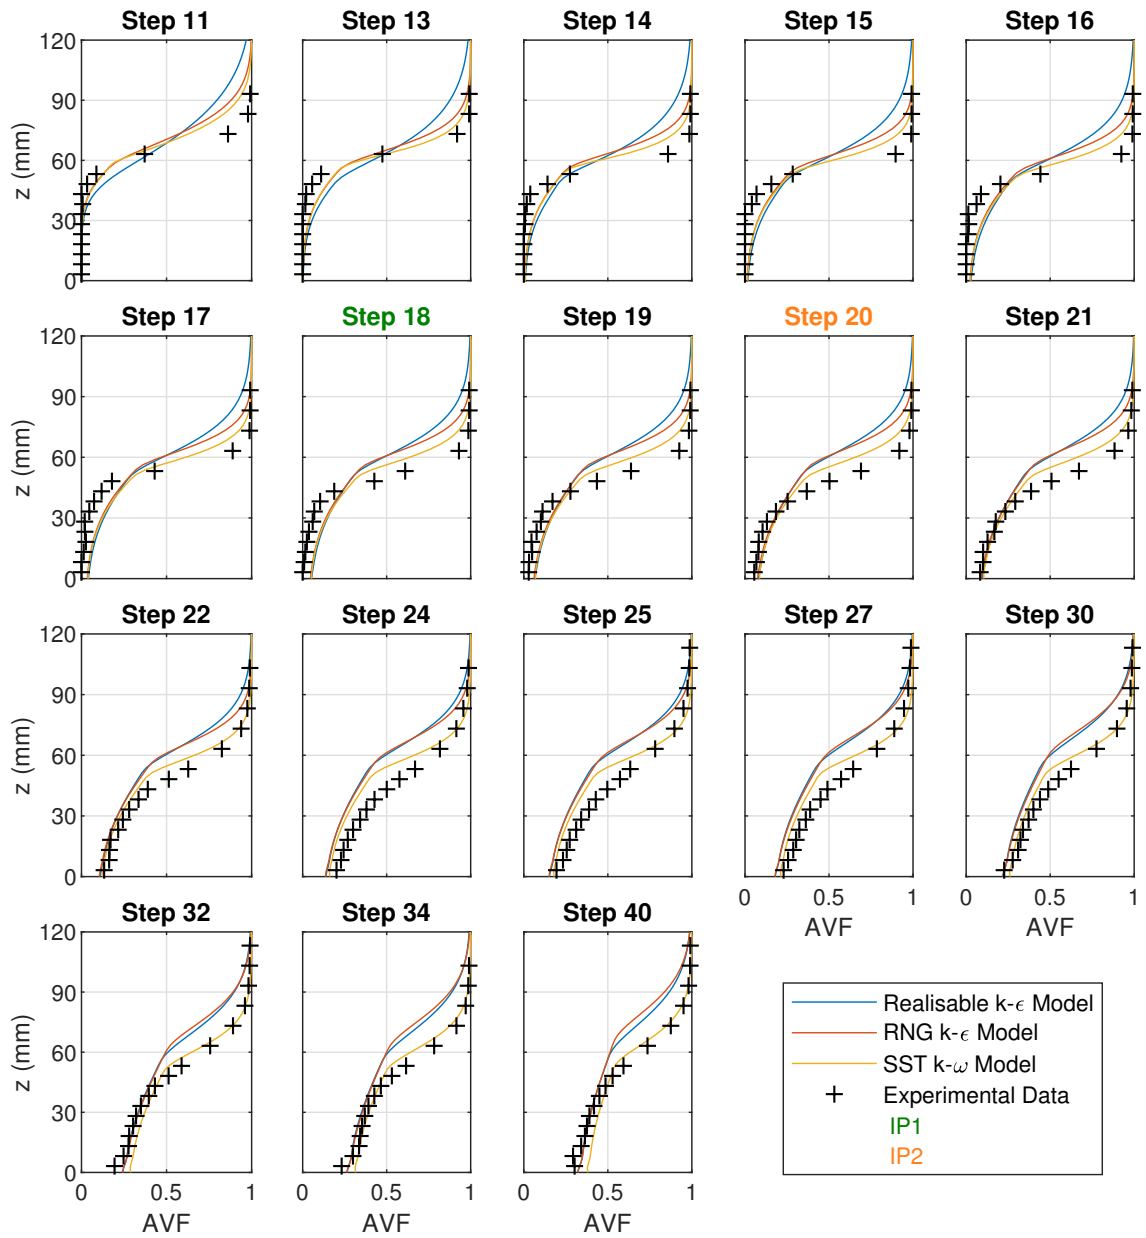 Step 11 Step 13 Step 14 Step 15 Step 16
120
90
60
30
0
z (mm)
Step 17 Step 18 Step 19 Step 20 Step 21
120
90
60
30
0
z (mm)
Step 22 Step 24 Step 25 Step 27 Step 30
120
90
60
30
0
z (mm)
0 0.5 1 0 0.5 1
AVF AVF
Step 32 Step 34 Step 40
120
90
60
30
0
z (mm)
0 0.5 1 0 0.5 1 0 0.5 1
AVF AVF AVF
Realisable k-ϵ Model
RNG k-ϵ Model
SST k-ω Model
Experimental Data
IP1
IP2